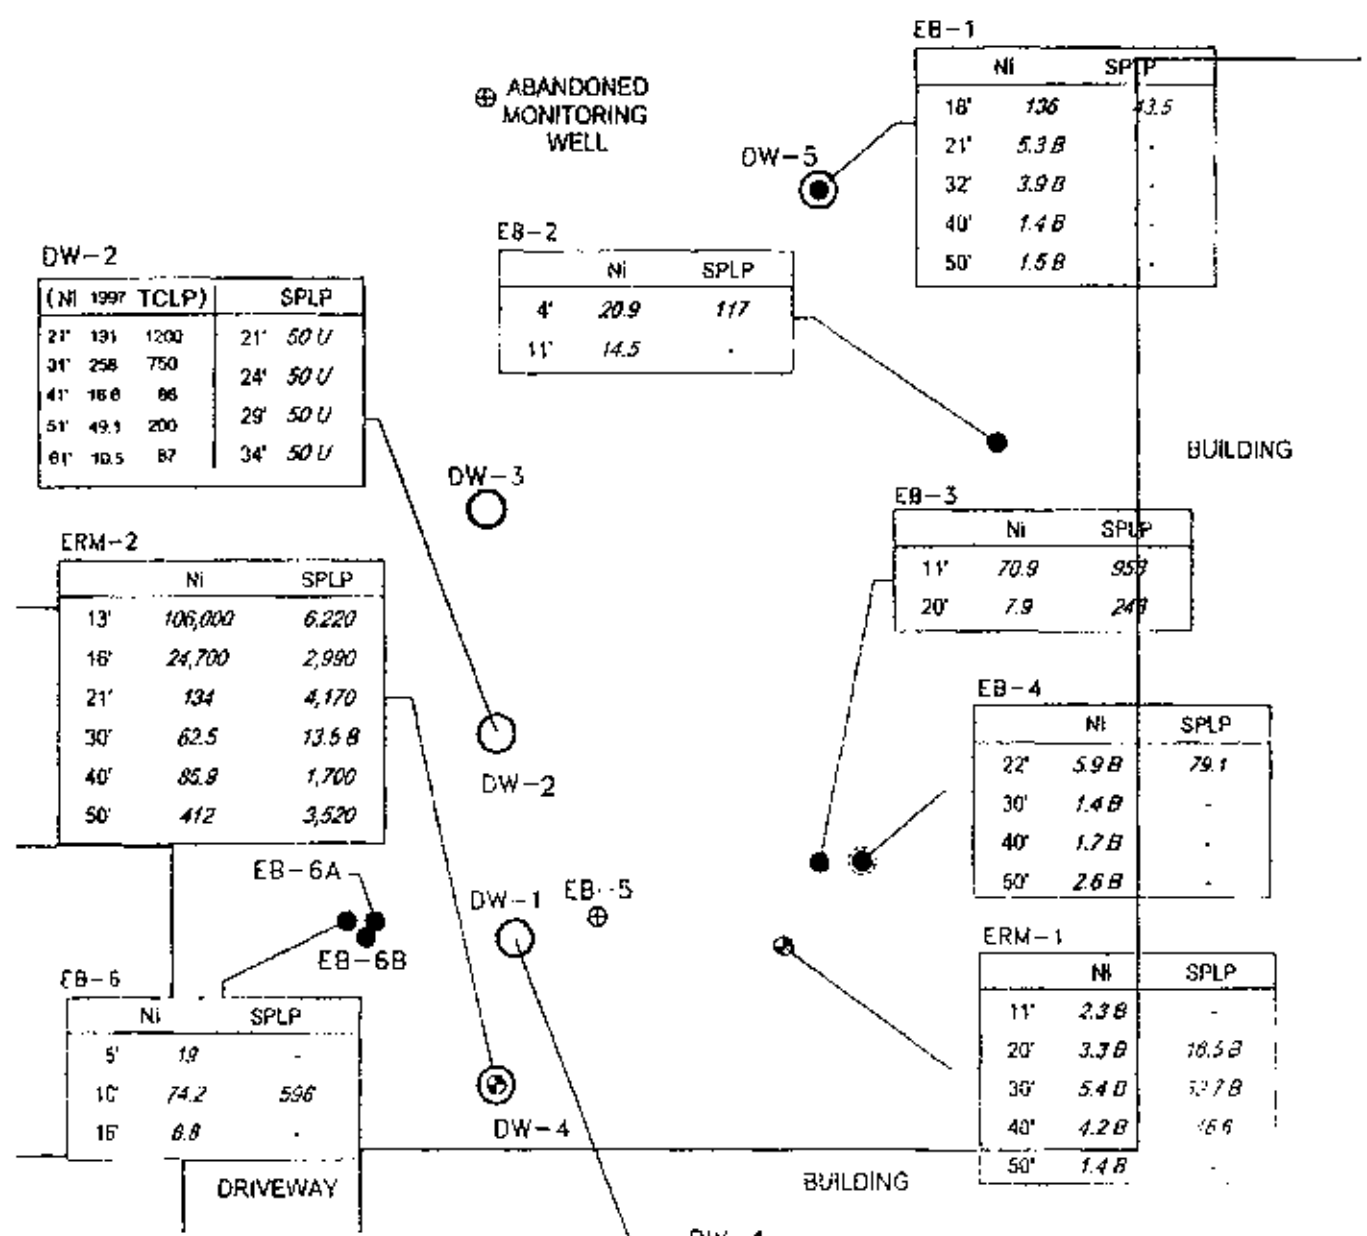 EB-1
Ni SPLP
18' 136 43.5
21' 5.3 B -
32' 3.9 B -
40' 1.4 B -
50' 1.5 B -
ABANDONED
MONITORING
WELL
DW-5
EB-2
Ni SPLP
4' 20.9 117
11' 14.5 -
DW-2
(Ni 1997 TCLP) SPLP
21' 191 1200 21' 50 U
31' 258 750 24' 50 U
41' 16.6 86 29' 50 U
51' 49.1 200 34' 50 U
61' 10.5 87
BUILDING
DW-3
EB-3
Ni SPLP
11' 70.9
20' 7.9
ERM-2
Ni SPLP
13' 106,000 6,220
16' 24,700 2,990
21' 134 4,170
30' 62.5 13.5 B
40' 85.9 1,700
50' 412 3,520
DW-2
EB-4
Ni SPLP
22' 5.9 B 79.1
30' 1.4 B -
40' 1.7 B -
50' 2.6 B -
EB-6A
DW-1
EB-5
EB-6B
ERM-1
Ni SPLP
11' 2.3 B -
20' 3.3 B 16.5 B
30' 5.4 B
40' 4.2 B
50' 1.4 B -
EB-6
Ni SPLP
5' 19 -
10' 74.2 596
15' 6.8 -
DW-4
DRIVEWAY
BUILDING